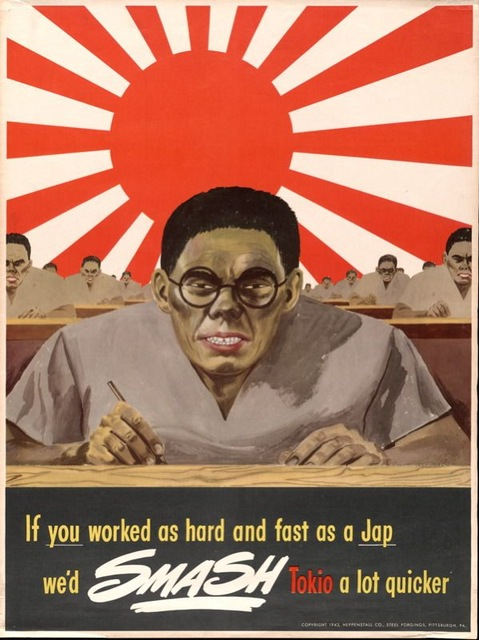 If you worked as hard and fast as a Jap
we'd SMASH Tokio a lot quicker
COPYRIGHT 1943, HEPPENSTALL CO., STEEL FORGINGS, PITTSBURGH, PA.